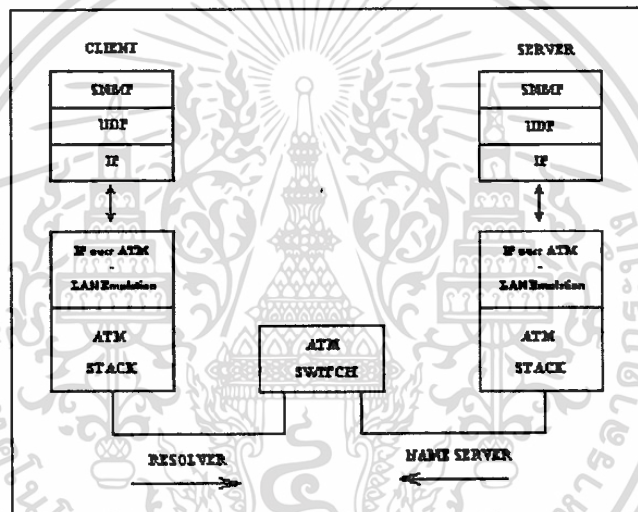 CLIENT
SERVER
SNMP
SNMP
UDP
UDP
IP
IP
IP over ATM
-
LAN Emulation
IP over ATM
-
LAN Emulation
ATM
STACK
ATM
SWITCH
ATM
STACK
RESOLVER
NAME SERVER